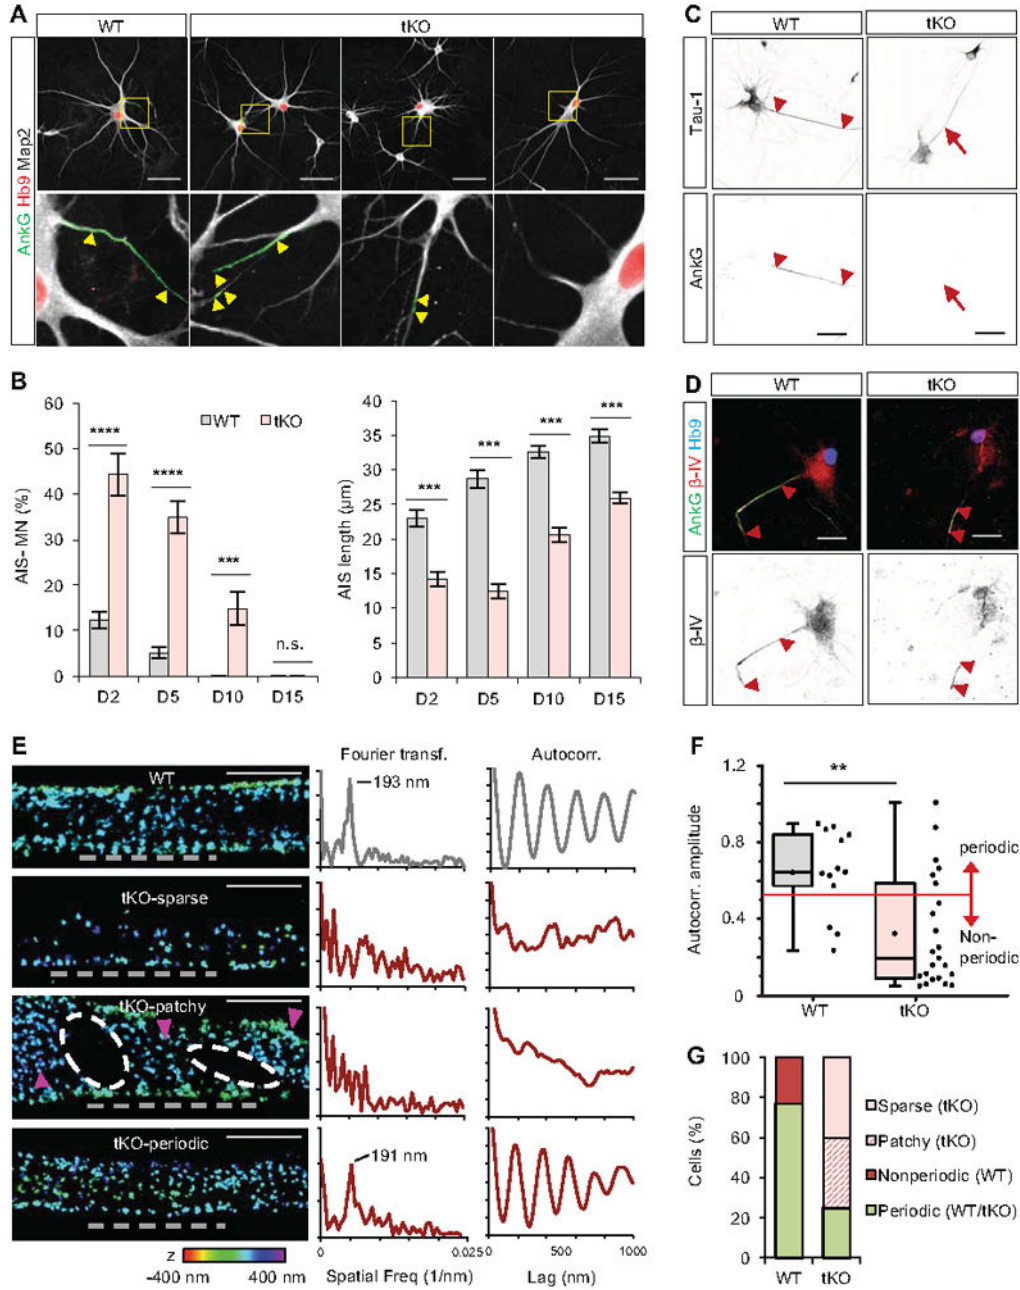 A
WT
tKO
AnkG Hb9 Map2
B
60
50
40
30
20
10
0
AIS- MN (%)
WT
tKO
****
****
***
n.s.
D2
D5
D10
D15
40
35
30
25
20
15
10
5
0
AIS length (µm)
***
***
***
***
D2
D5
D10
D15
C
WT
tKO
Tau-1
AnkG
D
WT
tKO
AnkG β-IV Hb9
β-IV
E
Fourier transf.
Autocorr.
WT
193 nm
tKO-sparse
tKO-patchy
tKO-periodic
191 nm
z
-400 nm
400 nm
0
0.025
Spatial Freq (1/nm)
0
500
1000
Lag (nm)
F
1.2
0.8
0.4
0
Autocorr. amplitude
**
periodic
Non-
periodic
WT
tKO
G
100
80
60
40
20
0
Cells (%)
WT
tKO
Sparse (tKO)
Patchy (tKO)
Nonperiodic (WT)
Periodic (WT/tKO)